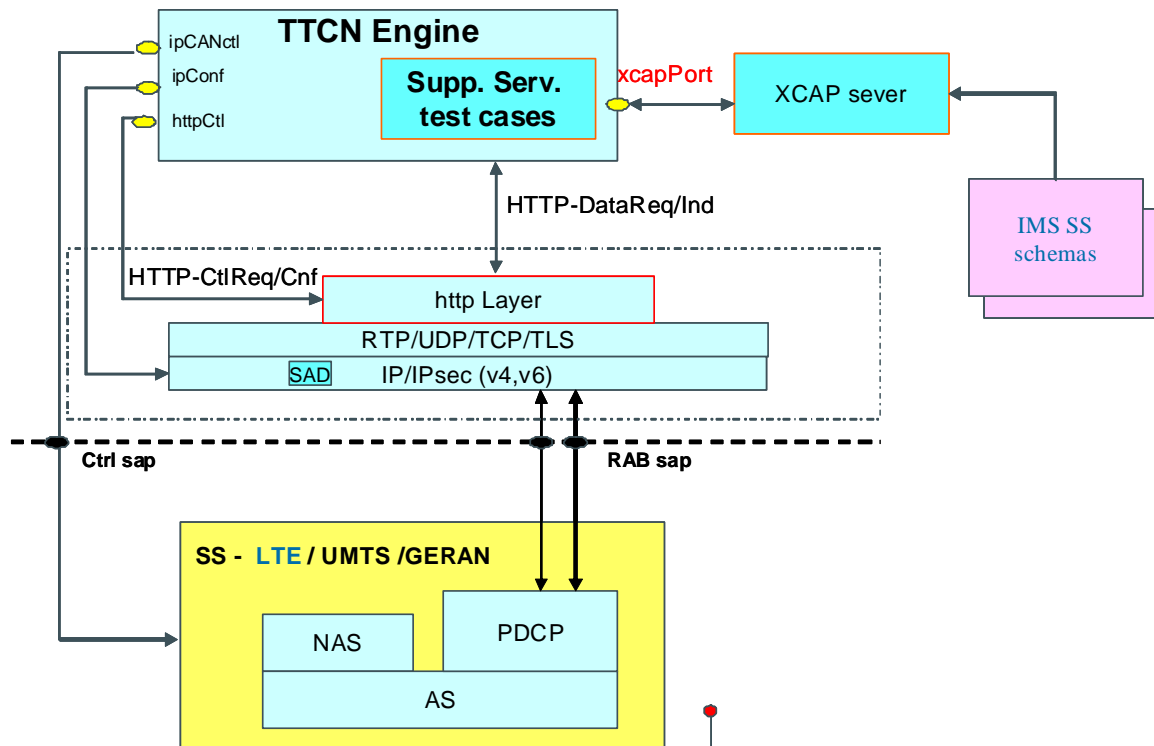 TTCN Engine
ipCANctl
ipConf
httpCtl
Supp. Serv.
test cases
xcapPort
XCAP sever
HTTP-DataReq/Ind
IMS SS
schemas
HTTP-CtlReq/Cnf
http Layer
RTP/UDP/TCP/TLS
SAD
IP/IPsec (v4,v6)
Ctrl sap
RAB sap
SS - LTE / UMTS /GERAN
NAS
PDCP
AS